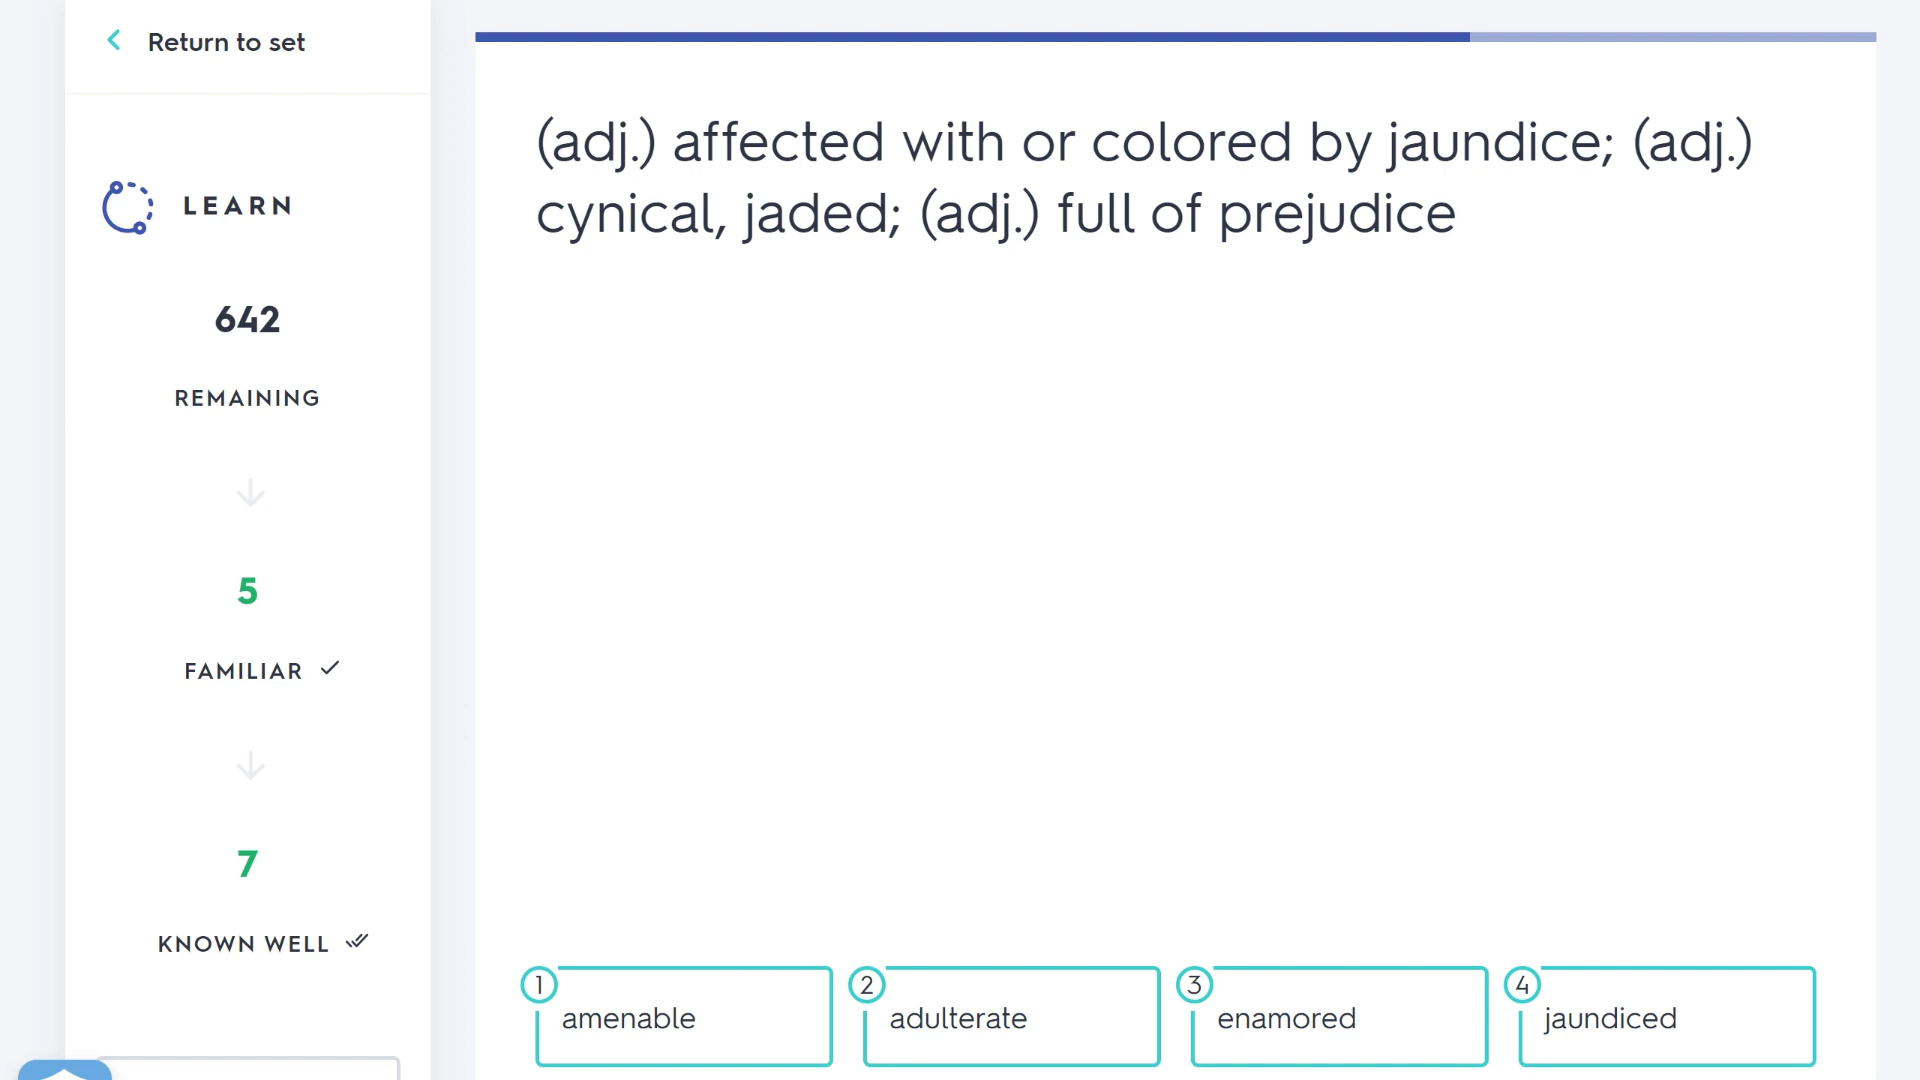 Return to set
LEARN
642
REMAINING
5
FAMILIAR
7
KNOWN WELL
(adj.) affected with or colored by jaundice; (adj.)
cynical, jaded; (adj.) full of prejudice
1 amenable
2 adulterate
3 enamored
4 jaundiced